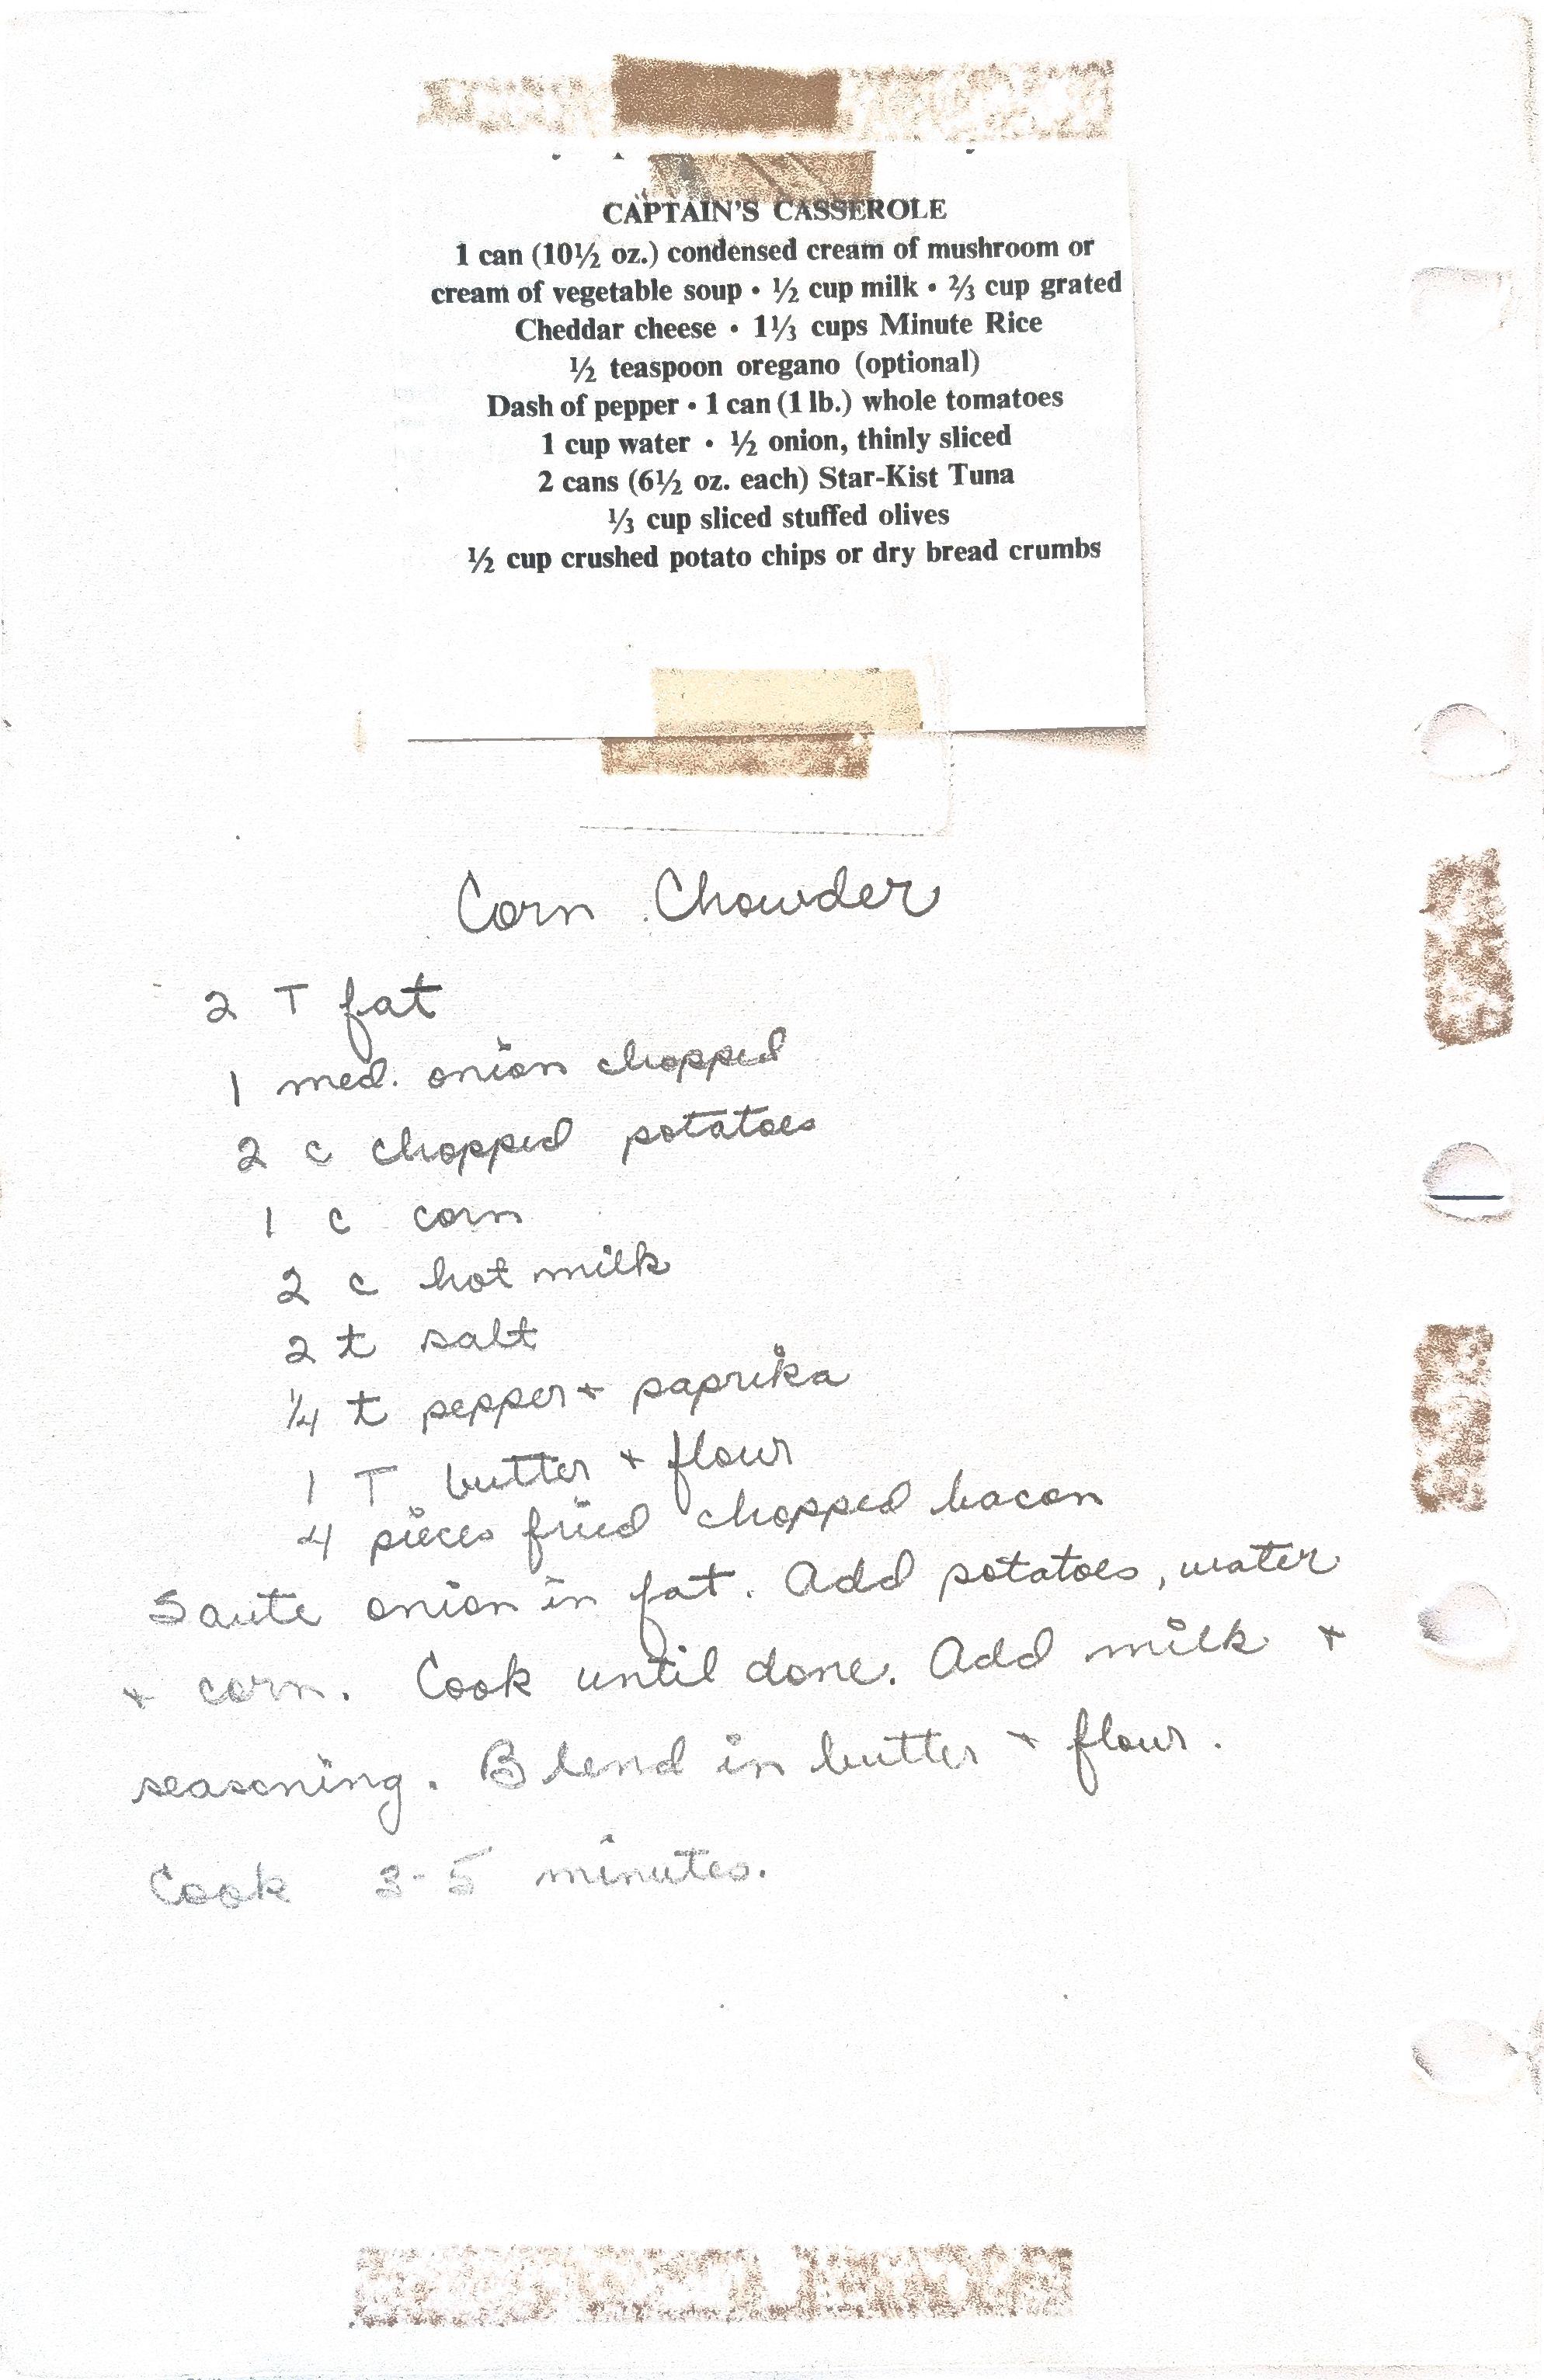 CAPTAIN'S CASSEROLE
1 can (10½ oz.) condensed cream of mushroom or
cream of vegetable soup • ½ cup milk • ⅔ cup grated
Cheddar cheese • 1⅓ cups Minute Rice
½ teaspoon oregano (optional)
Dash of pepper • 1 can (1 lb.) whole tomatoes
1 cup water • ½ onion, thinly sliced
2 cans (6½ oz. each) Star-Kist Tuna
⅓ cup sliced stuffed olives
½ cup crushed potato chips or dry bread crumbs
Corn Chowder
2 T fat
1 med. onion chopped
2 c chopped potatoes
1 c corn
2 c hot milk
2 t salt
¼ t pepper + paprika
1 T butter + flour
4 pieces fried chopped bacon
Saute onion in fat. Add potatoes, water
+ corn. Cook until done. Add milk +
seasoning. Blend in butter + flour.
Cook 3-5 minutes.